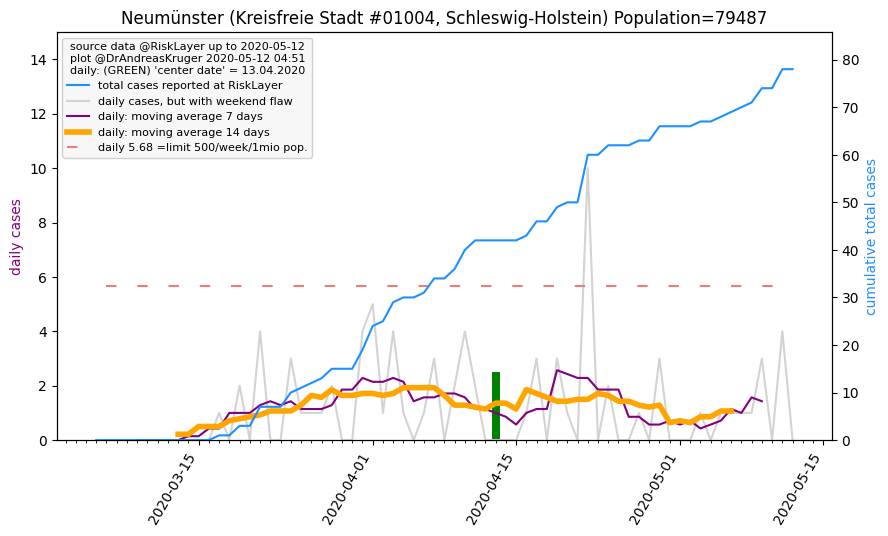 Neumünster (Kreisfreie Stadt #01004, Schleswig-Holstein) Population=79487
source data @RiskLayer up to 2020-05-12
plot @DrAndreasKruger 2020-05-12 04:51
daily: (GREEN) 'center date' = 13.04.2020
total cases reported at RiskLayer
daily cases, but with weekend flaw
daily: moving average 7 days
daily: moving average 14 days
daily 5.68 =limit 500/week/1mio pop.
daily cases
14
12
10
8
6
4
2
0
cumulative total cases
80
70
60
50
40
30
20
10
0
2020-03-15
2020-04-01
2020-04-15
2020-05-01
2020-05-15